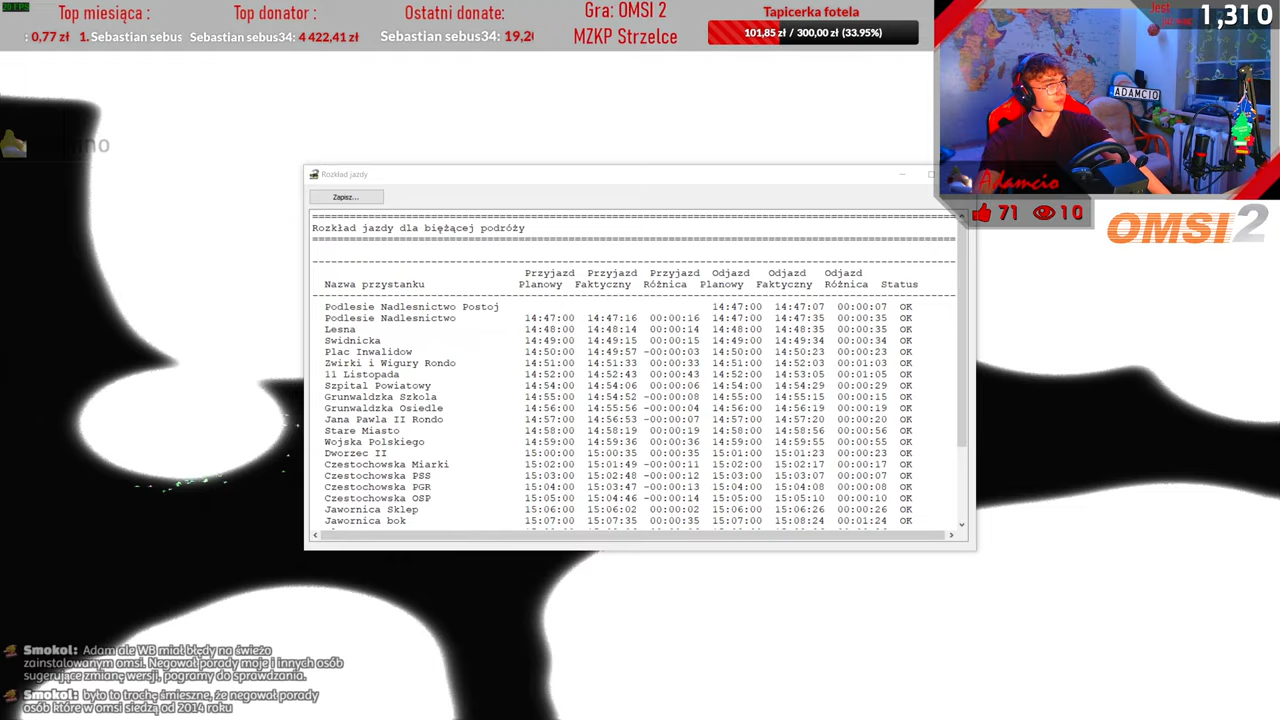 20 FPS
Top miesiąca :
: 0,77 zł 1. Sebastian sebus
Top donator :
Sebastian sebus34: 4 422,41 zł
Ostatni donate:
Sebastian sebus34: 19,2
Gra: OMSI 2
MZKP Strzelce
Tapicerka fotela
101,85 zł / 300,00 zł (33.95%)
1,310
ADAMCIO
Adamcio
71 10
OMSI 2
Rozkład jazdy
Zapisz...
Rozkład jazdy dla bieżącej podróży
Przyjazd Przyjazd Przyjazd Odjazd Odjazd Odjazd
Nazwa przystanku Planowy Faktyczny Różnica Planowy Faktyczny Różnica Status
Podlesie Nadlesnictwo Postoj 14:47:00 14:47:07 00:00:07 OK
Podlesie Nadlesnictwo 14:47:00 14:47:16 00:00:16 14:47:00 14:47:35 00:00:35 OK
Lesna 14:48:00 14:48:14 00:00:14 14:48:00 14:48:35 00:00:35 OK
Swidnicka 14:49:00 14:49:15 00:00:15 14:49:00 14:49:34 00:00:34 OK
Plac Inwalidow 14:50:00 14:49:57 -00:00:03 14:50:00 14:50:23 00:00:23 OK
Zwirki i Wigury Rondo 14:51:00 14:51:33 00:00:33 14:51:00 14:52:03 00:01:03 OK
11 Listopada 14:52:00 14:52:43 00:00:43 14:52:00 14:53:05 00:01:05 OK
Szpital Powiatowy 14:54:00 14:54:06 00:00:06 14:54:00 14:54:29 00:00:29 OK
Grunwaldzka Szkola 14:55:00 14:54:52 -00:00:08 14:55:00 14:55:15 00:00:15 OK
Grunwaldzka Osiedle 14:56:00 14:55:56 -00:00:04 14:56:00 14:56:19 00:00:19 OK
Jana Pawla II Rondo 14:57:00 14:56:53 -00:00:07 14:57:00 14:57:20 00:00:20 OK
Stare Miasto 14:58:00 14:58:19 00:00:19 14:58:00 14:58:56 00:00:56 OK
Wojska Polskiego 14:59:00 14:59:36 00:00:36 14:59:00 14:59:55 00:00:55 OK
Dworzec II 15:00:00 15:00:35 00:00:35 15:01:00 15:01:23 00:00:23 OK
Czestochowska Miarki 15:02:00 15:01:49 -00:00:11 15:02:00 15:02:17 00:00:17 OK
Czestochowska PSS 15:03:00 15:02:48 -00:00:12 15:03:00 15:03:07 00:00:07 OK
Czestochowska PGR 15:04:00 15:03:47 -00:00:13 15:04:00 15:04:08 00:00:08 OK
Czestochowska OSP 15:05:00 15:04:46 -00:00:14 15:05:00 15:05:10 00:00:10 OK
Jawornica Sklep 15:06:00 15:06:02 00:00:02 15:06:00 15:06:26 00:00:26 OK
Jawornica bok 15:07:00 15:07:35 00:00:35 15:07:00 15:08:24 00:01:24 OK
Smokol: Adam ale WB miał błędy na świeżo
zainstalowanym omsi. Negował porady moje i innych osób
sugerujące zmianę wersji, pogramy do sprawdzania.
Smokol: było to trochę śmieszne, że negował porady
osób które w omsi siedzą od 2014 roku